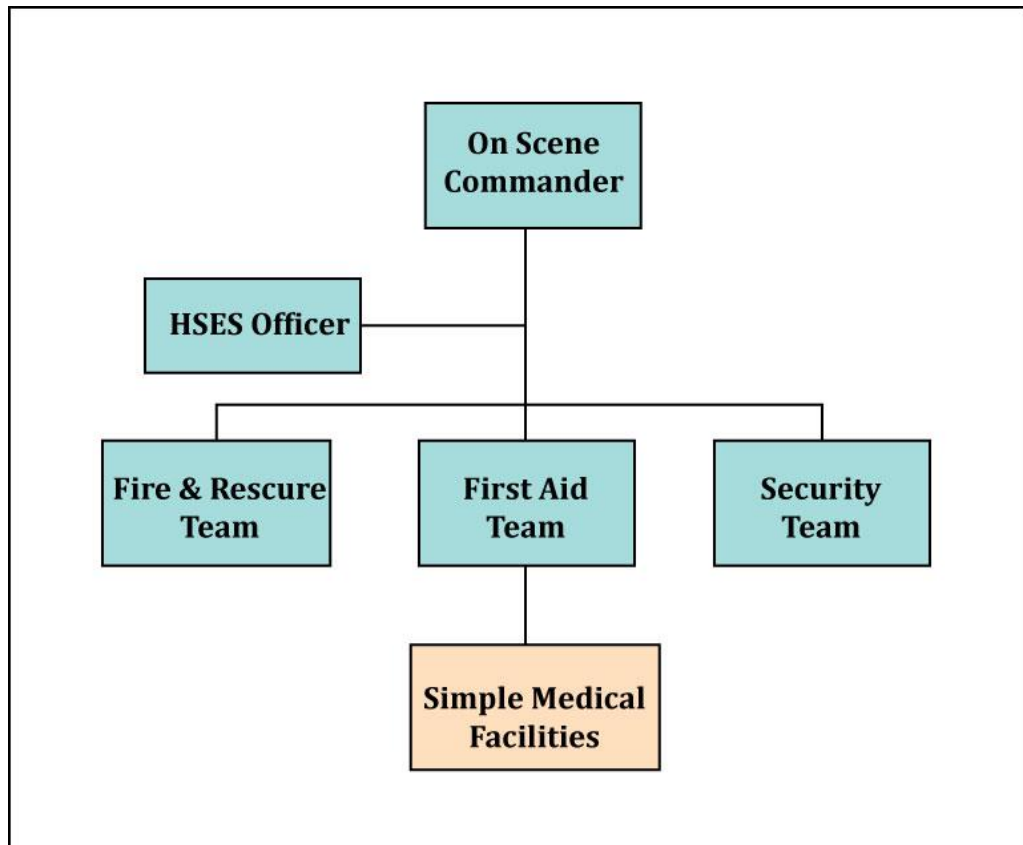 On Scene
Commander
HSES Officer
Fire & Rescure
Team
First Aid
Team
Security
Team
Simple Medical
Facilities